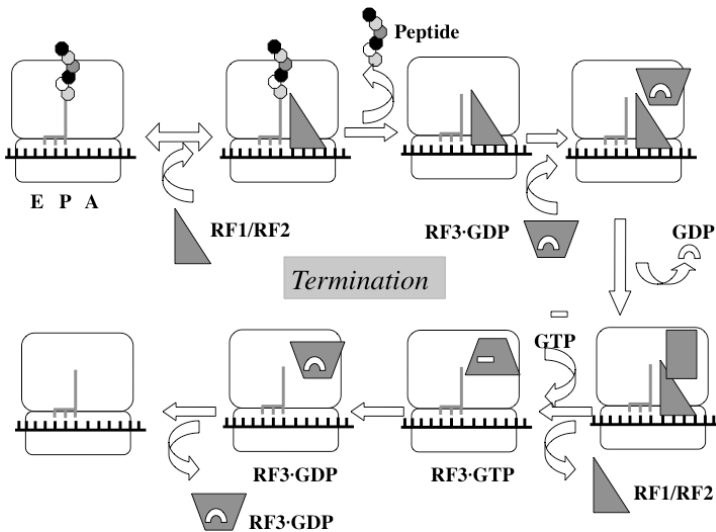 Peptide
E P A
RF1/RF2
RF3·GDP
GDP
Termination
GTP
RF3·GDP
RF3·GTP
RF1/RF2
RF3·GDP